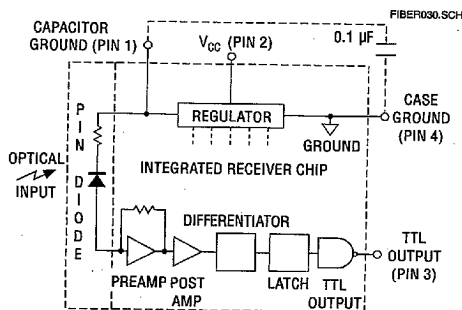 FIBER030.SCH
CAPACITOR
GROUND (PIN 1)
VCC (PIN 2)
0.1 µF
CASE
GROUND
(PIN 4)
REGULATOR
GROUND
PIN DIODE
OPTICAL
INPUT
INTEGRATED RECEIVER CHIP
DIFFERENTIATOR
PREAMP
POST
AMP
LATCH
TTL
OUTPUT
TTL
OUTPUT
(PIN 3)